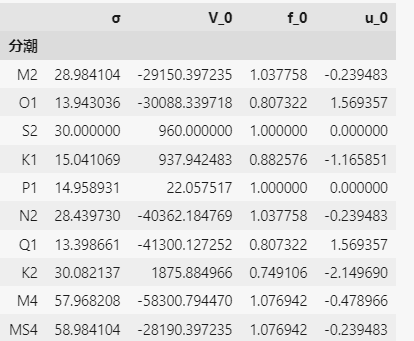 σ V_0 f_0 u_0
分潮
M2 28.984104 -29150.397235 1.037758 -0.239483
O1 13.943036 -30088.339718 0.807322 1.569357
S2 30.000000 960.000000 1.000000 0.000000
K1 15.041069 937.942483 0.882576 -1.165851
P1 14.958931 22.057517 1.000000 0.000000
N2 28.439730 -40362.184769 1.037758 -0.239483
Q1 13.398661 -41300.127252 0.807322 1.569357
K2 30.082137 1875.884966 0.749106 -2.149690
M4 57.968208 -58300.794470 1.076942 -0.478966
MS4 58.984104 -28190.397235 1.076942 -0.239483